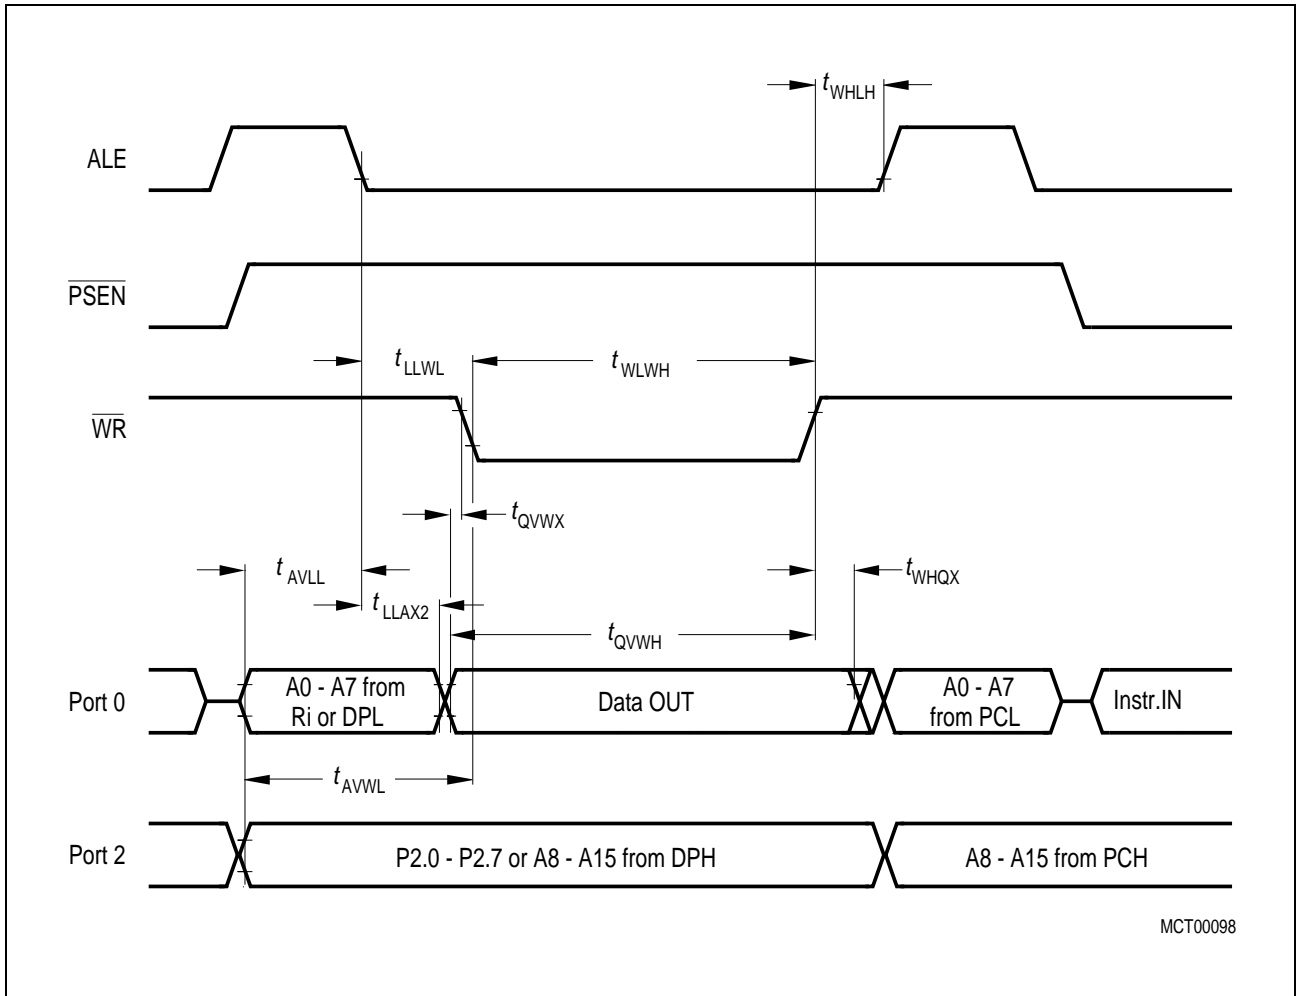 tWHLH
ALE
PSEN
tLLWL
tWLWH
WR
tQVWX
tAVLL
tWHQX
tLLAX2
tQVWH
Port 0
A0 - A7 from
Ri or DPL
Data OUT
A0 - A7
from PCL
Instr.IN
tAVWL
Port 2
P2.0 - P2.7 or A8 - A15 from DPH
A8 - A15 from PCH
MCT00098